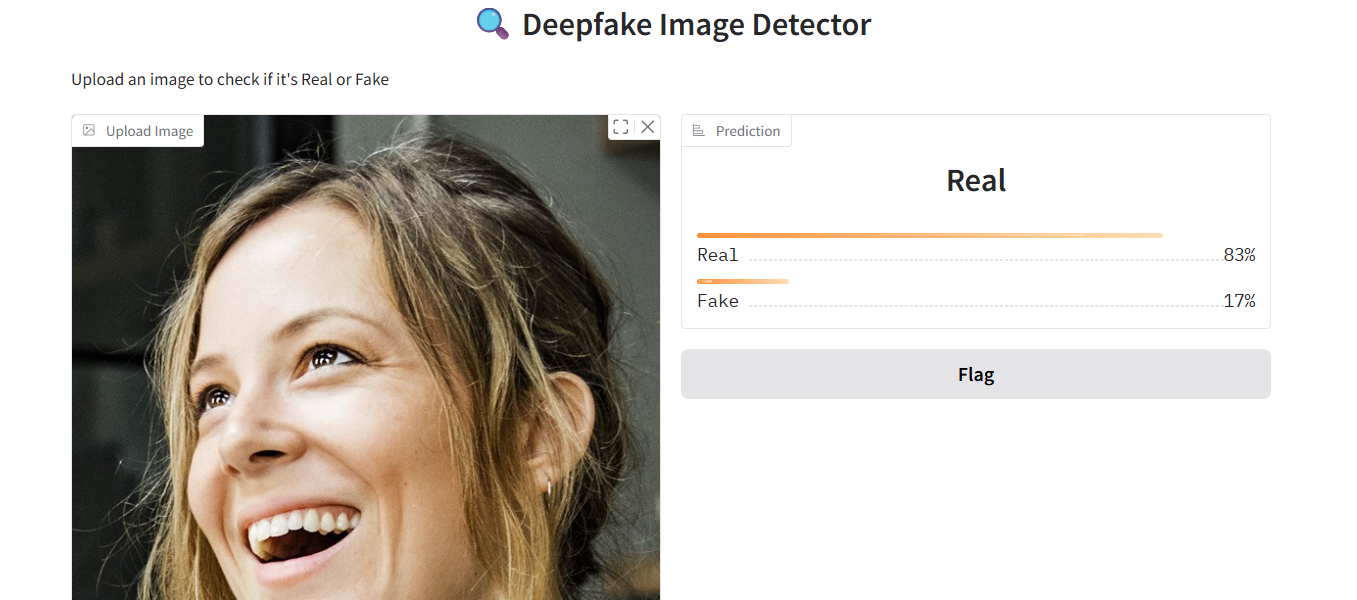 Deepfake Image Detector
Upload an image to check if it's Real or Fake
Upload Image
Prediction
Real
Real 83%
Fake 17%
Flag